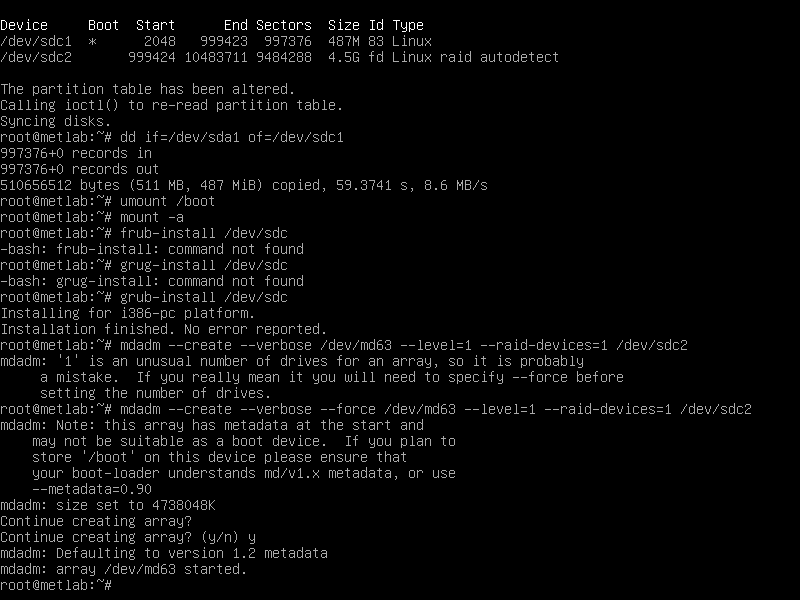 Device     Boot  Start      End Sectors  Size Id Type
/dev/sdc1  *      2048   999423  997376  487M 83 Linux
/dev/sdc2       999424 10483711 9484288  4.5G fd Linux raid autodetect
The partition table has been altered.
Calling ioctl() to re-read partition table.
Syncing disks.
root@metlab:~# dd if=/dev/sda1 of=/dev/sdc1
997376+0 records in
997376+0 records out
510656512 bytes (511 MB, 487 MiB) copied, 59.3741 s, 8.6 MB/s
root@metlab:~# umount /boot
root@metlab:~# mount -a
root@metlab:~# frub-install /dev/sdc
-bash: frub-install: command not found
root@metlab:~# grug-install /dev/sdc
-bash: grug-install: command not found
root@metlab:~# grub-install /dev/sdc
Installing for i386-pc platform.
Installation finished. No error reported.
root@metlab:~# mdadm --create --verbose /dev/md63 --level=1 --raid-devices=1 /dev/sdc2
mdadm: '1' is an unusual number of drives for an array, so it is probably
     a mistake.  If you really mean it you will need to specify --force before
     setting the number of drives.
root@metlab:~# mdadm --create --verbose --force /dev/md63 --level=1 --raid-devices=1 /dev/sdc2
mdadm: Note: this array has metadata at the start and
    may not be suitable as a boot device.  If you plan to
    store '/boot' on this device please ensure that
    your boot-loader understands md/v1.x metadata, or use
    --metadata=0.90
mdadm: size set to 4738048K
Continue creating array?
Continue creating array? (y/n) y
mdadm: Defaulting to version 1.2 metadata
mdadm: array /dev/md63 started.
root@metlab:~#